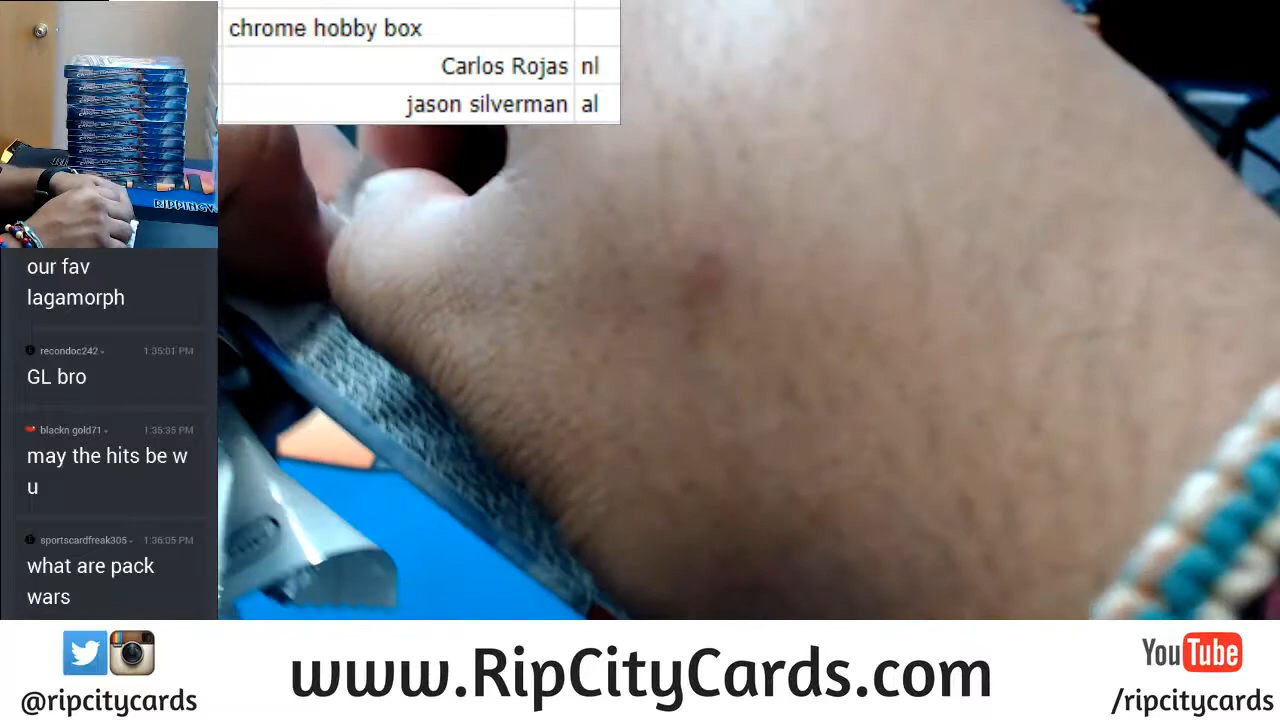 chrome hobby box
Carlos Rojas nl
jason silverman al
RIPPING
our fav
lagamorph
recondoc242 1:35:01 PM
GL bro
blackn gold71 1:35:35 PM
may the hits be w
u
sportscardfreak305 1:36:05 PM
what are pack
wars
@ripcitycards
www.RipCityCards.com
YouTube
/ripcitycards